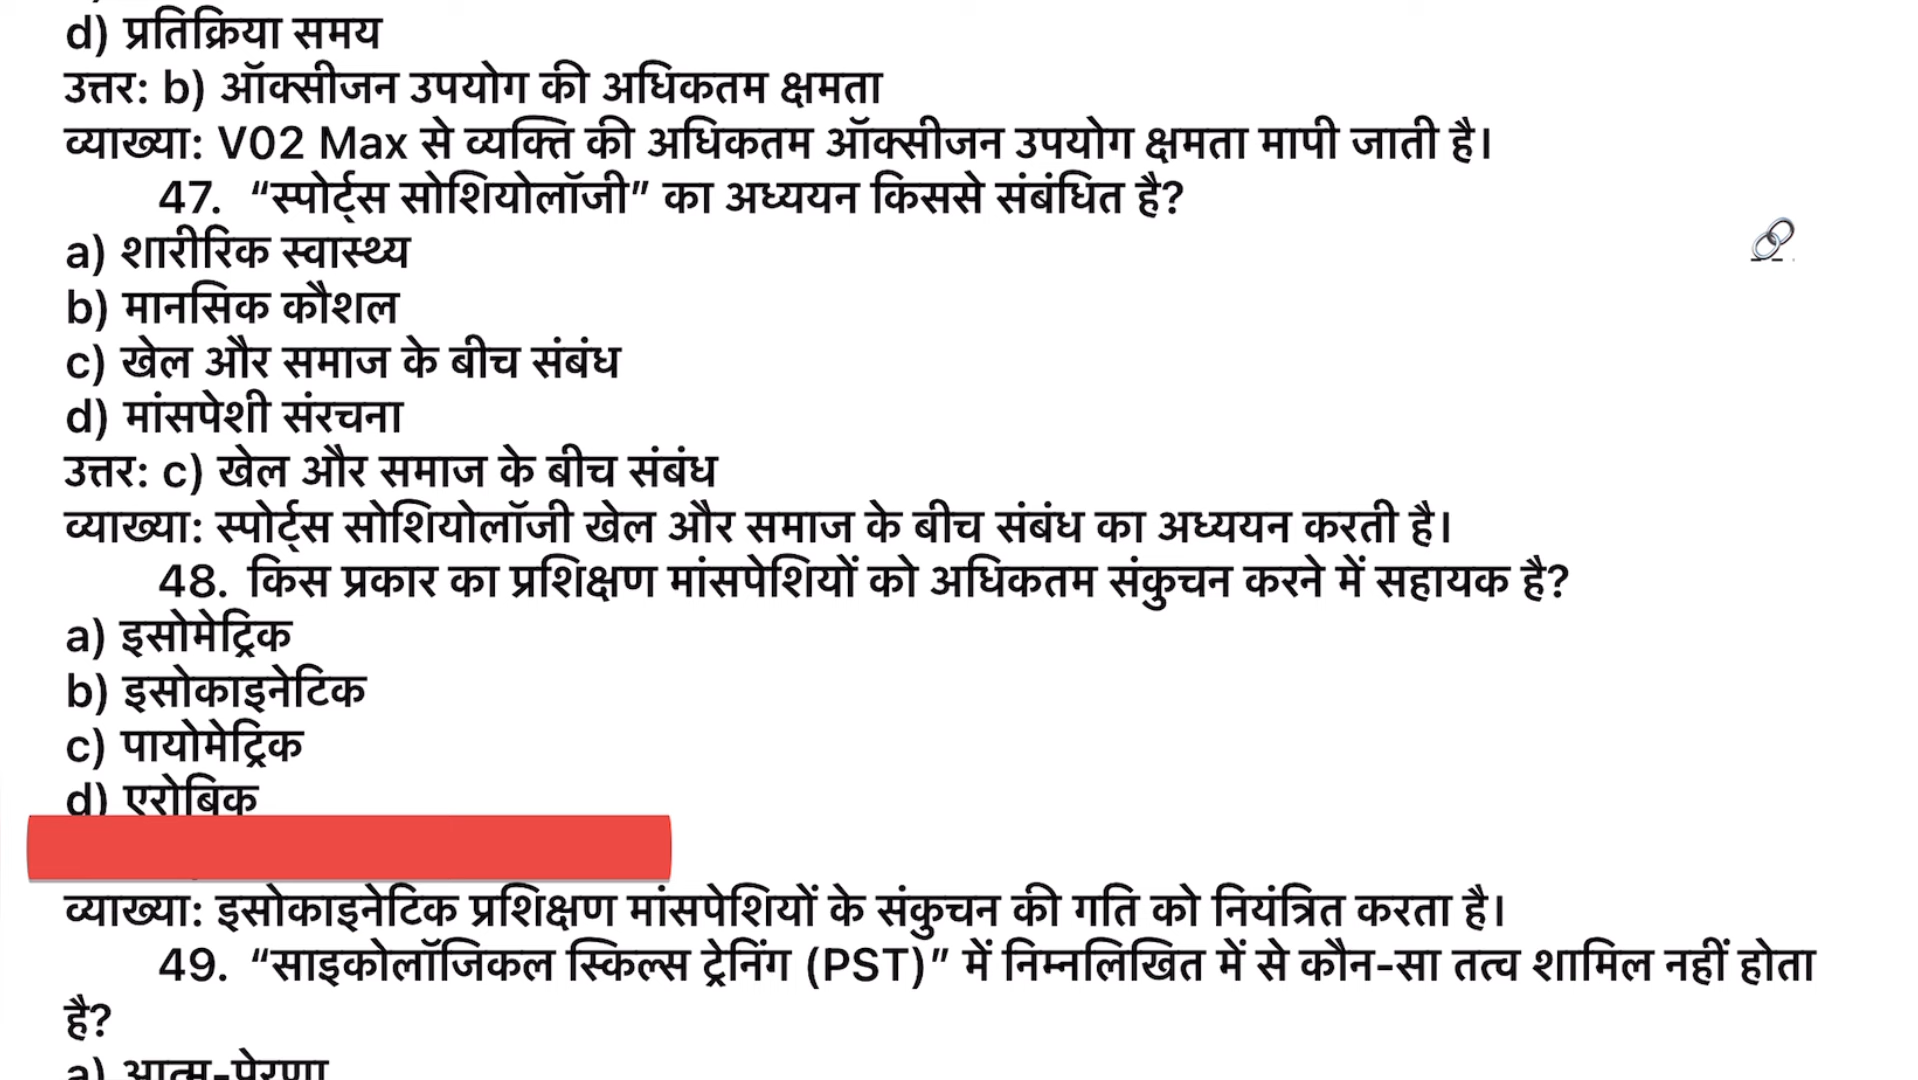 d) प्रतिक्रिया समय
उत्तर: b) ऑक्सीजन उपयोग की अधिकतम क्षमता
व्याख्या: V02 Max से व्यक्ति की अधिकतम ऑक्सीजन उपयोग क्षमता मापी जाती है।
47. “स्पोर्ट्स सोशियोलॉजी” का अध्ययन किससे संबंधित है?
a) शारीरिक स्वास्थ्य
b) मानसिक कौशल
c) खेल और समाज के बीच संबंध
d) मांसपेशी संरचना
उत्तर: c) खेल और समाज के बीच संबंध
व्याख्या: स्पोर्ट्स सोशियोलॉजी खेल और समाज के बीच संबंध का अध्ययन करती है।
48. किस प्रकार का प्रशिक्षण मांसपेशियों को अधिकतम संकुचन करने में सहायक है?
a) इसोमेट्रिक
b) इसोकाइनेटिक
c) पायोमेट्रिक
d) एरोबिक
व्याख्या: इसोकाइनेटिक प्रशिक्षण मांसपेशियों के संकुचन की गति को नियंत्रित करता है।
49. “साइकोलॉजिकल स्किल्स ट्रेनिंग (PST)” में निम्नलिखित में से कौन-सा तत्व शामिल नहीं होता
है?
a) आत्म-प्रेरणा